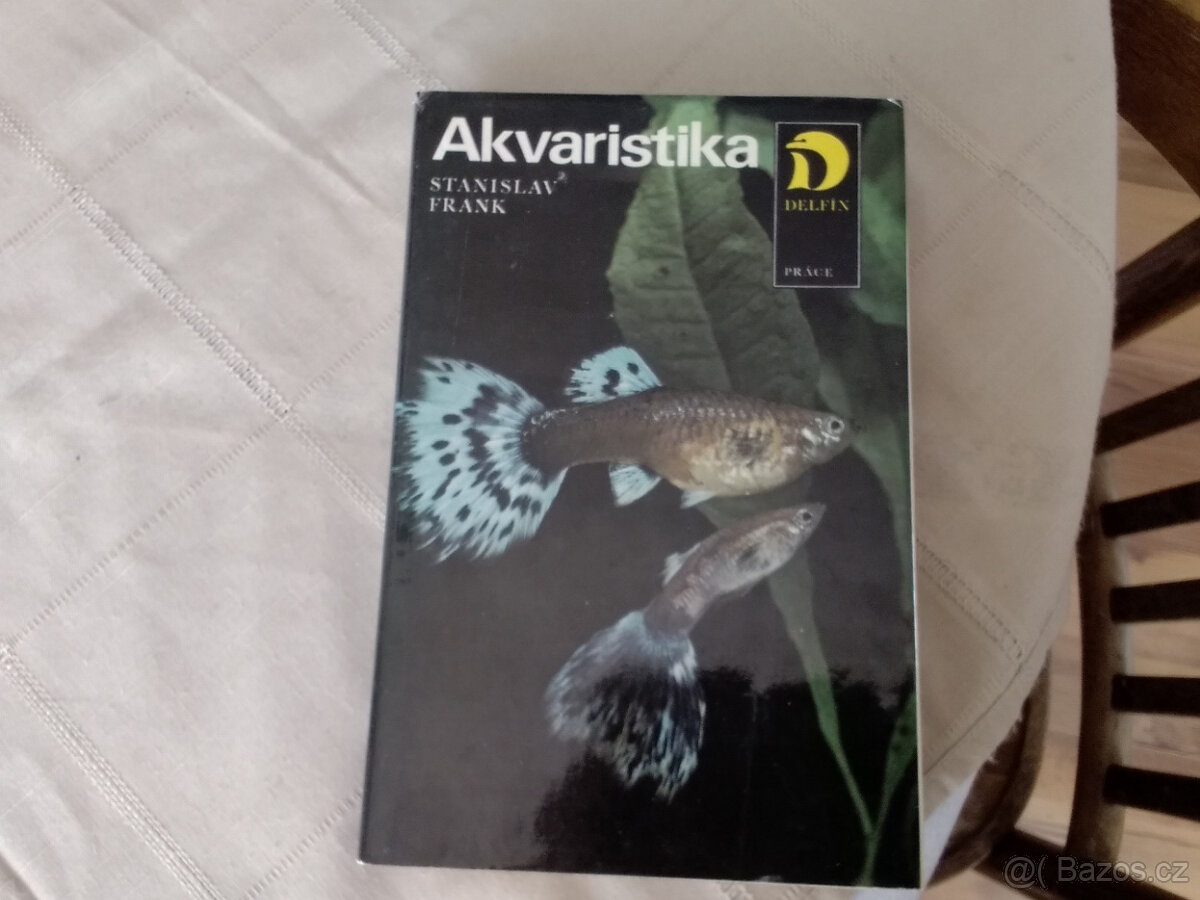 Akvaristika
STANISLAV
FRANK
DELFÍN
PRÁCE
@( Bazos.cz